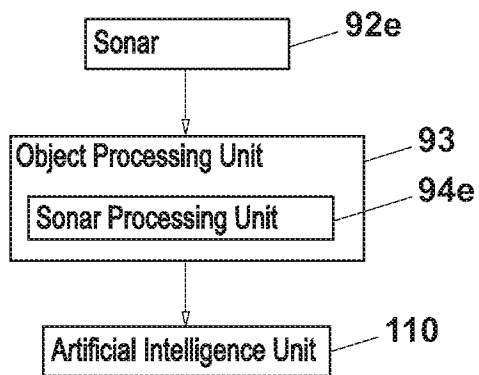 Sonar 92e
Object Processing Unit 93
Sonar Processing Unit 94e
Artificial Intelligence Unit 110